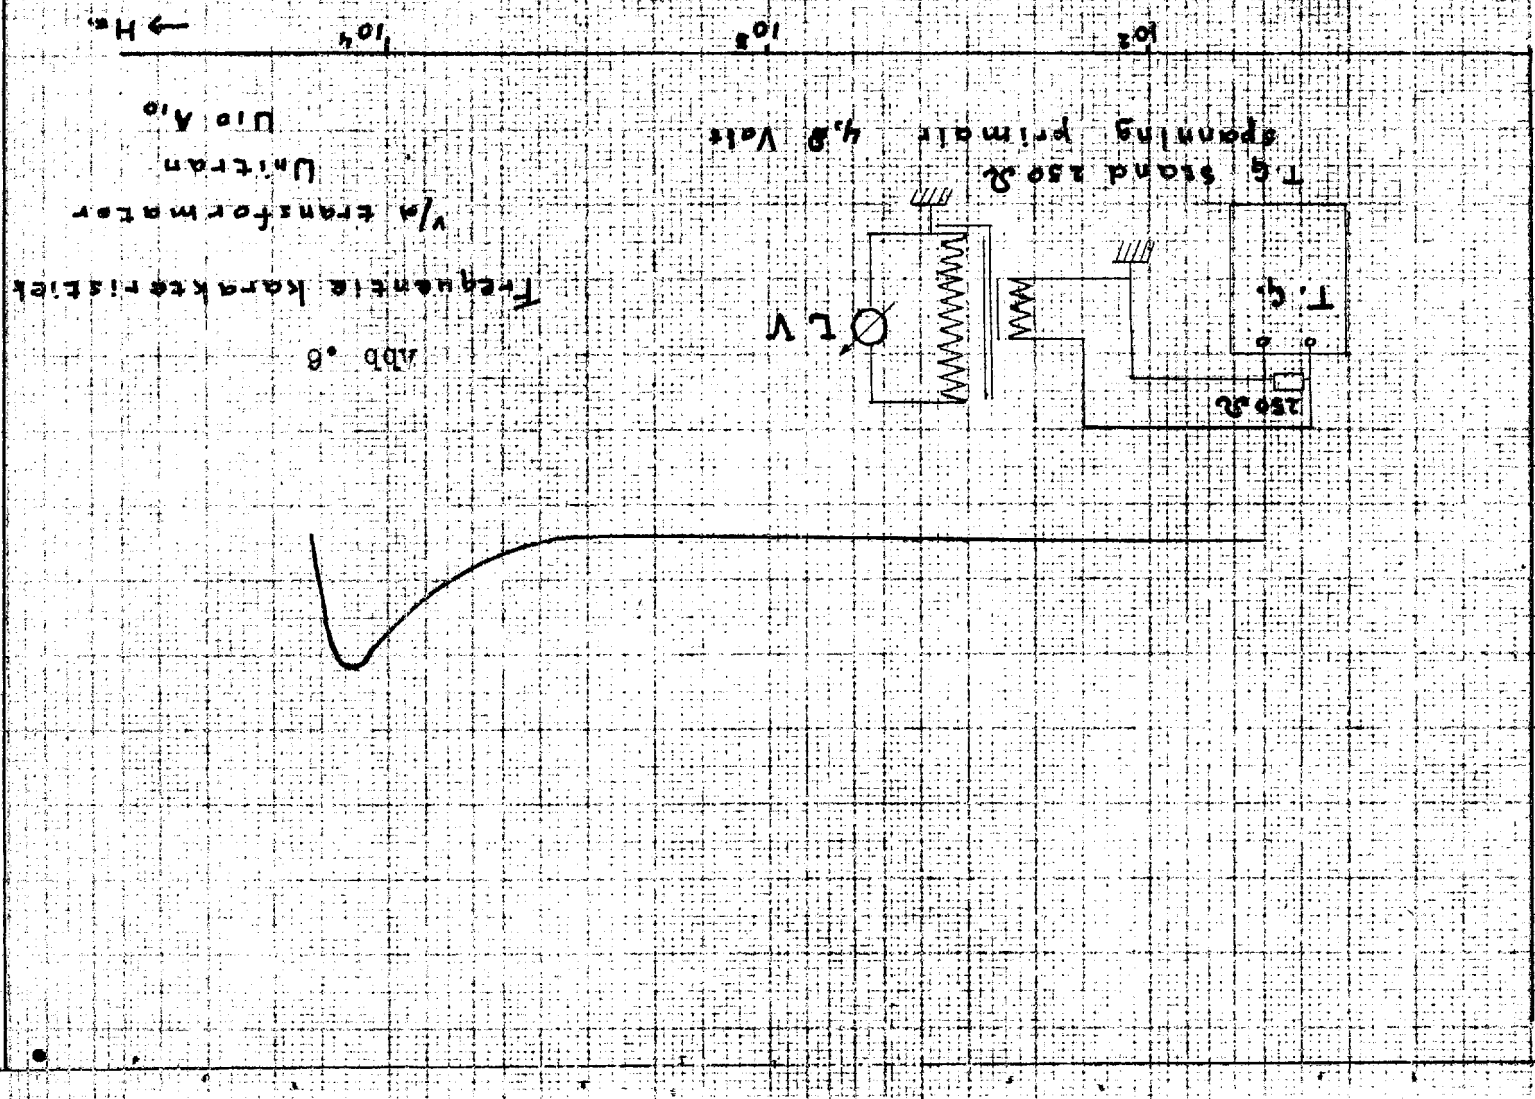 250 Ω
T.G.
L V
T.G. stand 250 Ω
Spanning primair 4,8 Volt
Abb. 8
Frequentie karakteristiek
v/d transformator
Unitran
U10 A10
10²
10³
10⁴
→ Hz.